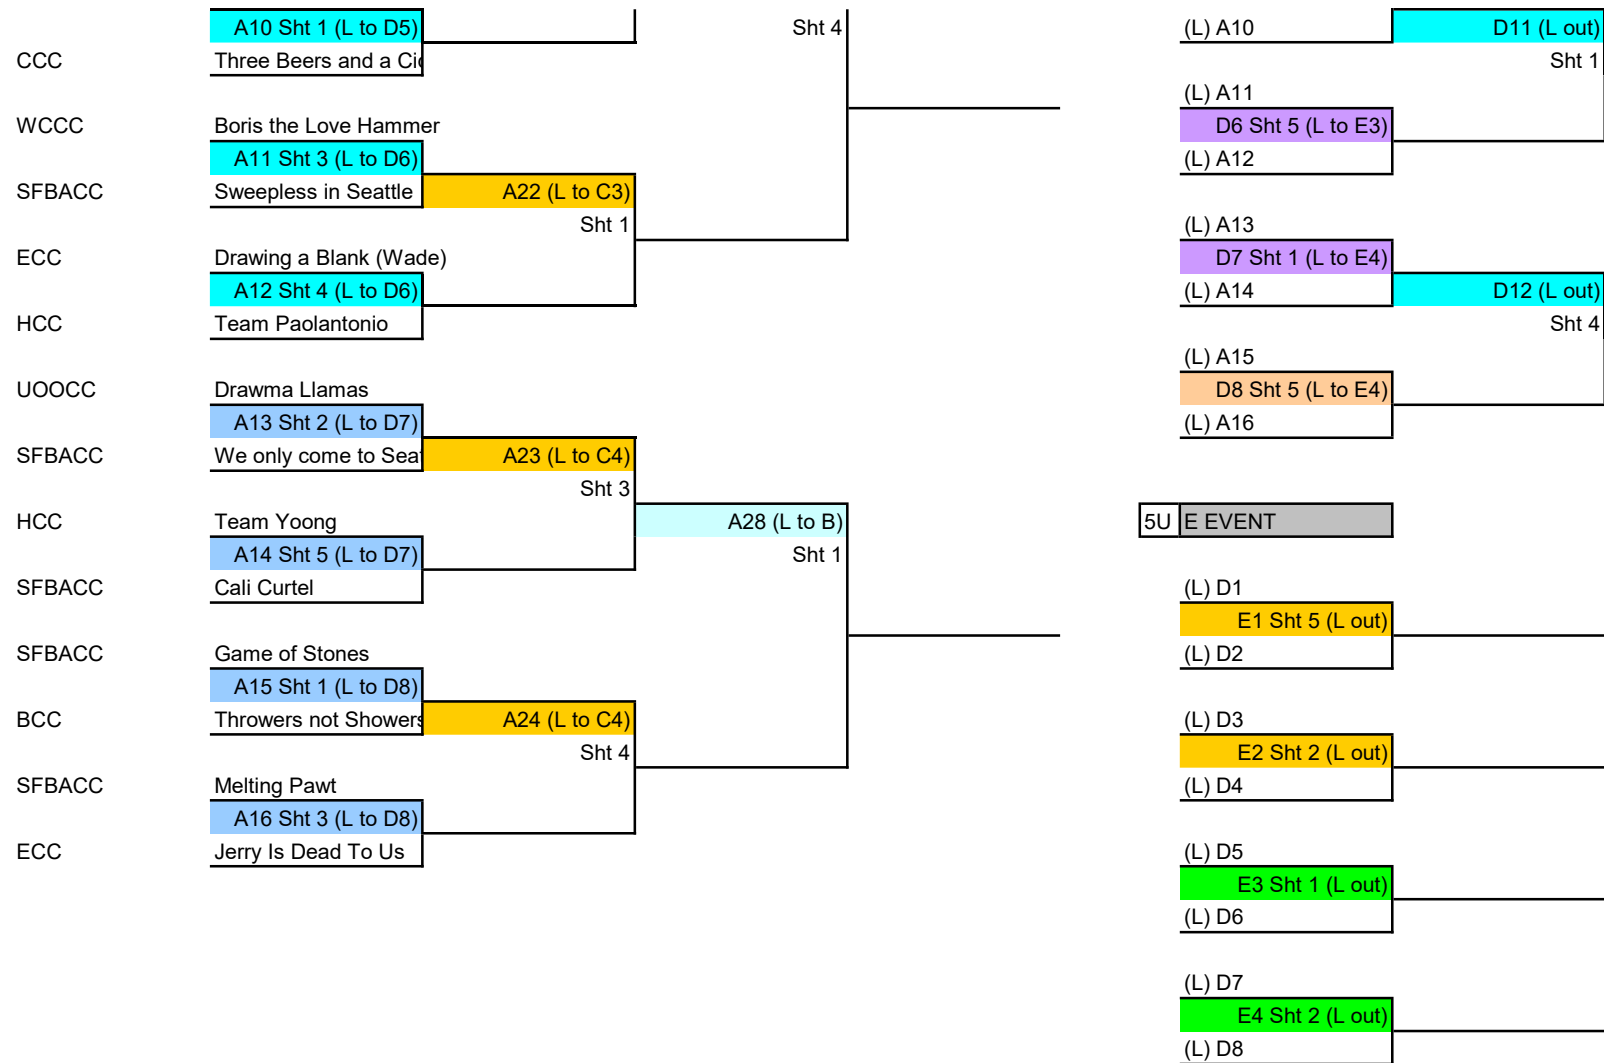 A10 Sht 1 (L to D5) Sht 4 (L) A10 D11 (L out)
CCC Three Beers and a Sht 1
(L) A11
WCCC Boris the Love Hammer D6 Sht 5 (L to E3)
A11 Sht 3 (L to D6) (L) A12
SFBACC Sweepless in Seattle A22 (L to C3)
Sht 1 (L) A13
ECC Drawing a Blank (Wade) D7 Sht 1 (L to E4)
A12 Sht 4 (L to D6) (L) A14 D12 (L out)
HCC Team Paolantonio Sht 4
(L) A15
UOOCC Drawma Llamas D8 Sht 5 (L to E4)
A13 Sht 2 (L to D7) (L) A16
SFBACC We only come to A23 (L to C4)
Sht 3
HCC Team Yoong A28 (L to B) 5U E EVENT
A14 Sht 5 (L to D7) Sht 1
SFBACC Cali Curtel (L) D1
E1 Sht 5 (L out)
SFBACC Game of Stones (L) D2
A15 Sht 1 (L to D8)
BCC Throwers not Showers A24 (L to C4) (L) D3
Sht 4 E2 Sht 2 (L out)
SFBACC Melting Pawt (L) D4
A16 Sht 3 (L to D8)
ECC Jerry Is Dead To Us (L) D5
E3 Sht 1 (L out)
(L) D6
(L) D7
E4 Sht 2 (L out)
(L) D8